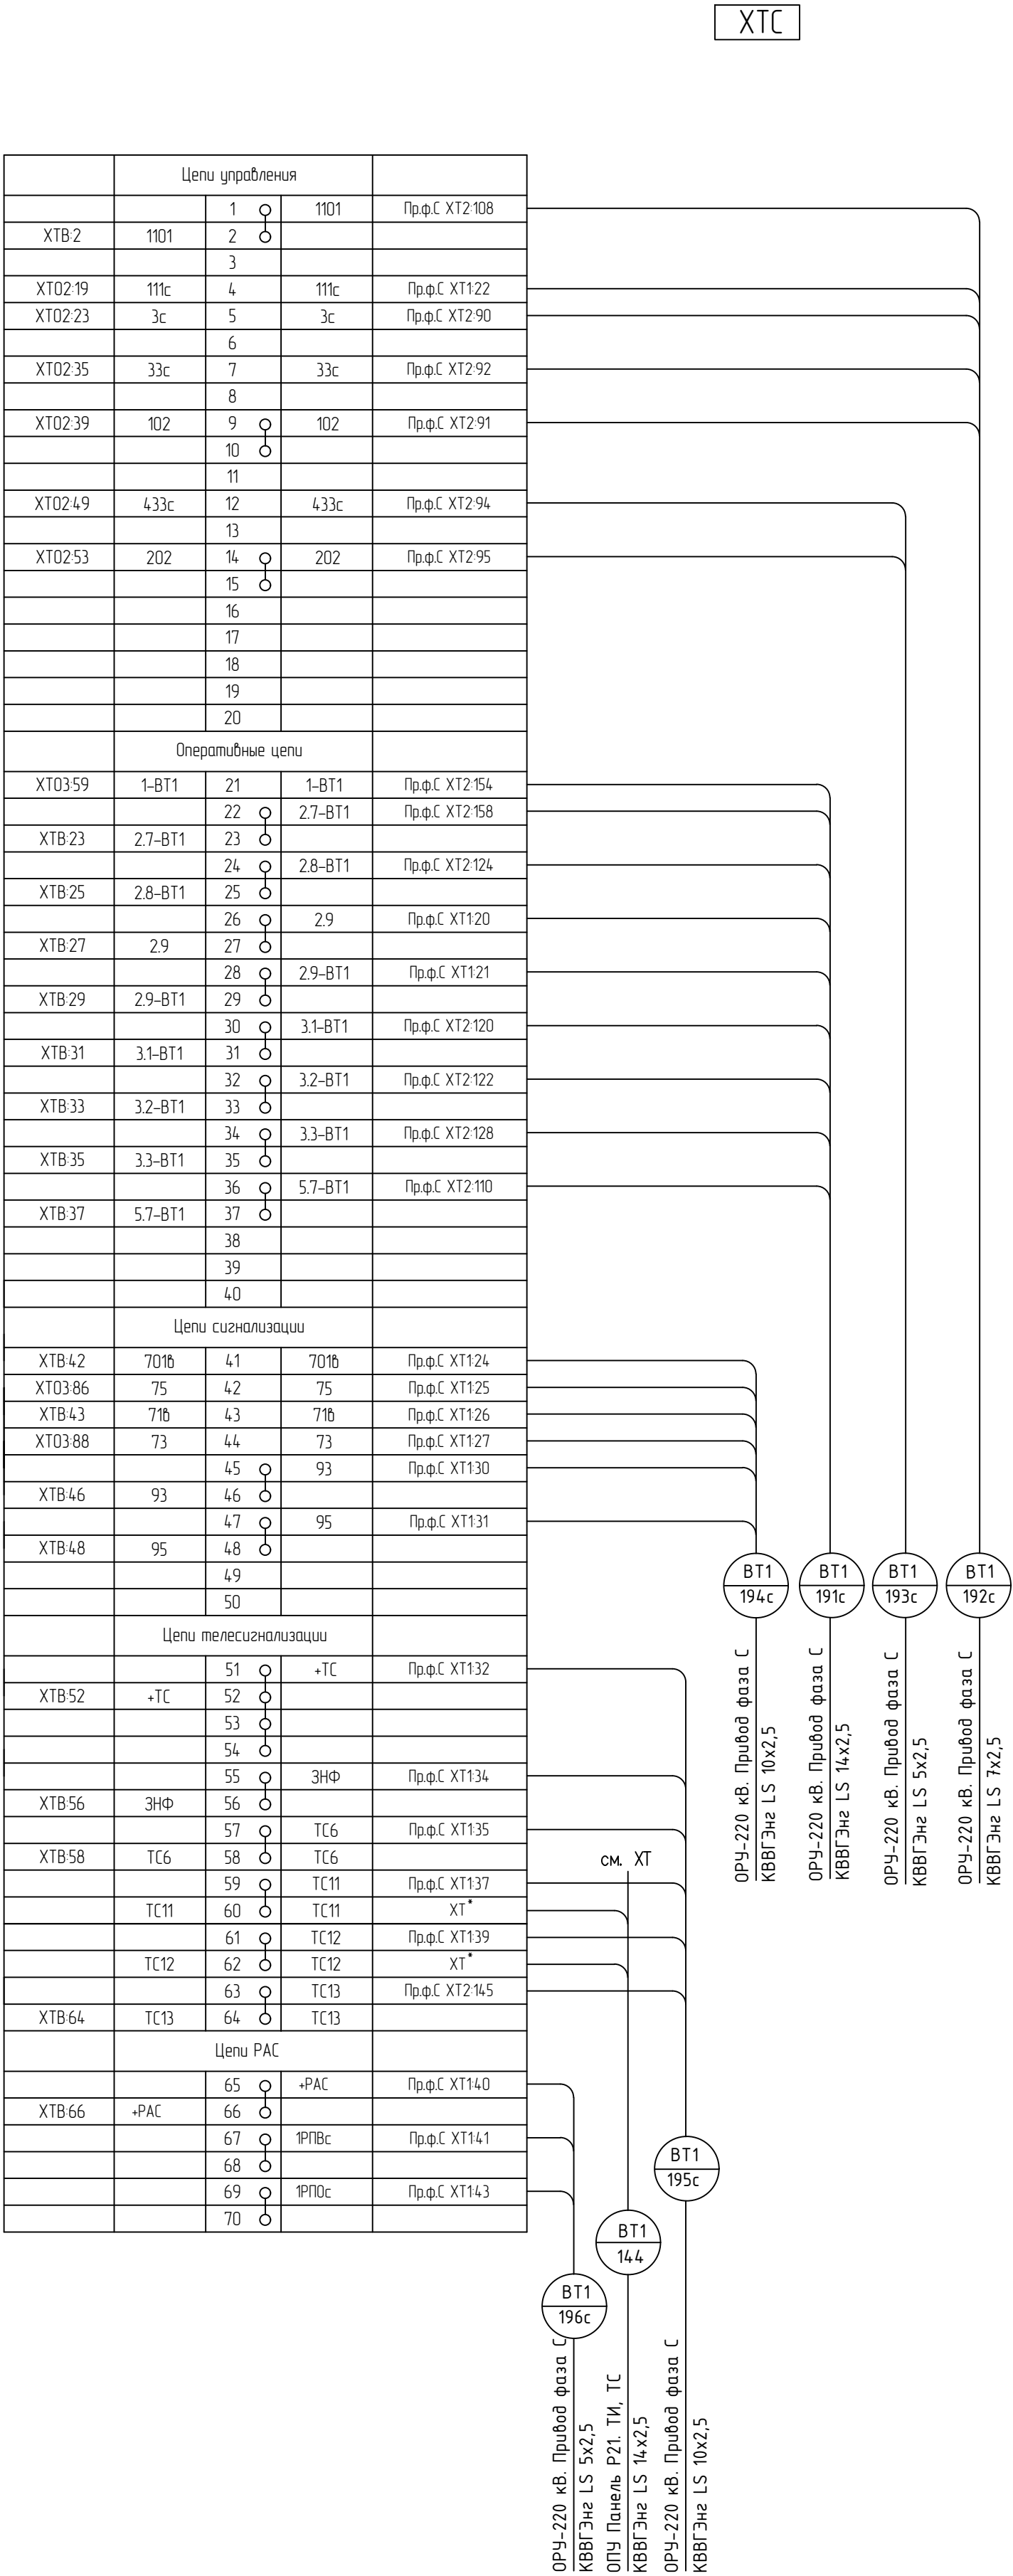 ХТС
Цепи управления
1 1101 Пр.ф.С ХТ2:108
ХТВ:2 1101 2
3
ХТ02:19 111с 4 111с Пр.ф.С ХТ1:22
ХТ02:23 3с 5 3с Пр.ф.С ХТ2:90
6
ХТ02:35 33с 7 33с Пр.ф.С ХТ2:92
8
ХТ02:39 102 9 102 Пр.ф.С ХТ2:91
10
11
ХТ02:49 433с 12 433с Пр.ф.С ХТ2:94
13
ХТ02:53 202 14 202 Пр.ф.С ХТ2:95
15
16
17
18
19
20
Оперативные цепи
ХТ03:59 1-ВТ1 21 1-ВТ1 Пр.ф.С ХТ2:154
22 2.7-ВТ1 Пр.ф.С ХТ2:158
ХТВ:23 2.7-ВТ1 23
24 2.8-ВТ1 Пр.ф.С ХТ2:124
ХТВ:25 2.8-ВТ1 25
26 2.9 Пр.ф.С ХТ1:20
ХТВ:27 2.9 27
28 2.9-ВТ1 Пр.ф.С ХТ1:21
ХТВ:29 2.9-ВТ1 29
30 3.1-ВТ1 Пр.ф.С ХТ2:120
ХТВ:31 3.1-ВТ1 31
32 3.2-ВТ1 Пр.ф.С ХТ2:122
ХТВ:33 3.2-ВТ1 33
34 3.3-ВТ1 Пр.ф.С ХТ2:128
ХТВ:35 3.3-ВТ1 35
36 5.7-ВТ1 Пр.ф.С ХТ2:110
ХТВ:37 5.7-ВТ1 37
38
39
40
Цепи сигнализации
ХТВ:42 701в 41 701в Пр.ф.С ХТ1:24
ХТ03:86 75 42 75 Пр.ф.С ХТ1:25
ХТВ:43 71в 43 71в Пр.ф.С ХТ1:26
ХТ03:88 73 44 73 Пр.ф.С ХТ1:27
45 93 Пр.ф.С ХТ1:30
ХТВ:46 93 46
47 95 Пр.ф.С ХТ1:31
ХТВ:48 95 48
49
50
Цепи телесигнализации
51 +ТС Пр.ф.С ХТ1:32
ХТВ:52 +ТС 52
53
54
55 ЗНФ Пр.ф.С ХТ1:34
ХТВ:56 ЗНФ 56
57 ТС6 Пр.ф.С ХТ1:35
ХТВ:58 ТС6 58 ТС6
59 ТС11 Пр.ф.С ХТ1:37
ТС11 60 ТС11 ХТ*
61 ТС12 Пр.ф.С ХТ1:39
ТС12 62 ТС12 ХТ*
63 ТС13 Пр.ф.С ХТ2:145
ХТВ:64 ТС13 64 ТС13
Цепи РАС
65 +РАС Пр.ф.С ХТ1:40
ХТВ:66 +РАС 66
67 1РПВс Пр.ф.С ХТ1:41
68
69 1РПОс Пр.ф.С ХТ1:43
70
ВТ1
194с
ВТ1
191с
ВТ1
193с
ВТ1
192с
ОРУ-220 кВ. Привод фаза С
КВВГЭнг LS 10х2,5
ОРУ-220 кВ. Привод фаза С
КВВГЭнг LS 14х2,5
ОРУ-220 кВ. Привод фаза С
КВВГЭнг LS 5х2,5
ОРУ-220 кВ. Привод фаза С
КВВГЭнг LS 7х2,5
см. ХТ
ВТ1
195с
ВТ1
144
ВТ1
196с
ОРУ-220 кВ. Привод фаза С
КВВГЭнг LS 5х2,5
ОПУ Панель Р21. ТИ, ТС
КВВГЭнг LS 14х2,5
ОРУ-220 кВ. Привод фаза С
КВВГЭнг LS 10х2,5